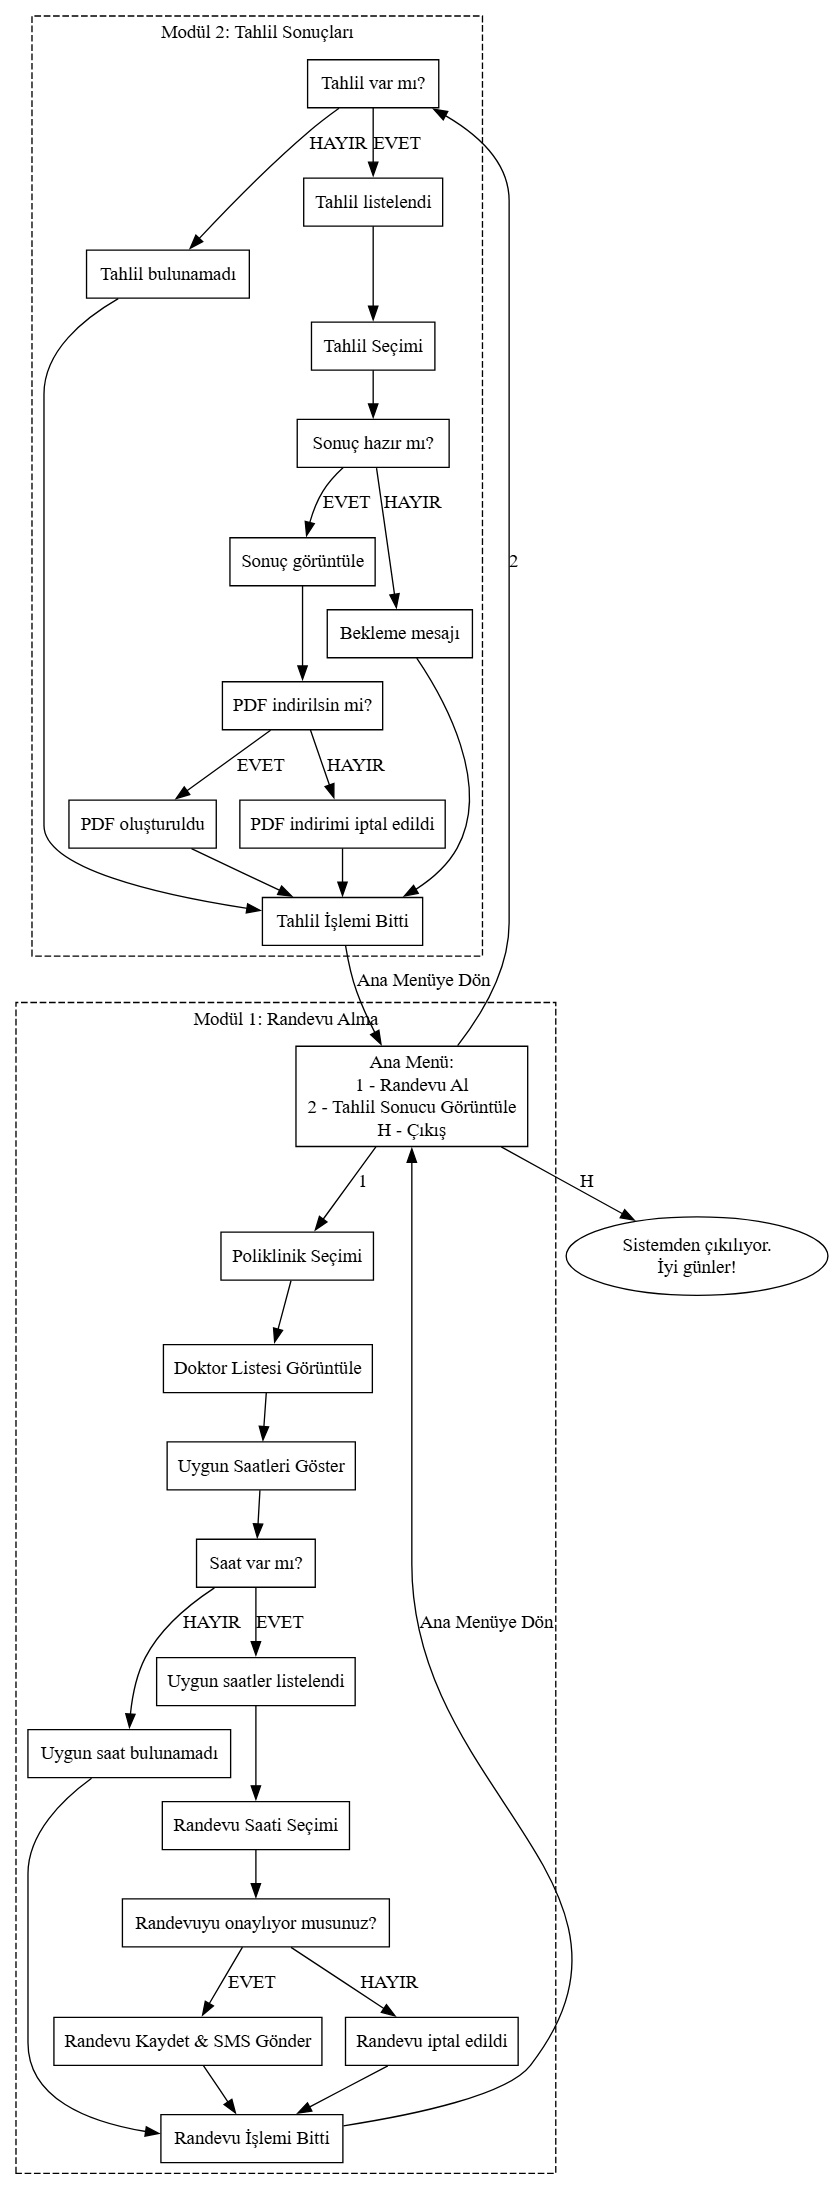 Modül 2: Tahlil Sonuçları
Tahlil var mı?
HAYIR
EVET
Tahlil listelendi
Tahlil bulunamadı
Tahlil Seçimi
Sonuç hazır mı?
EVET
HAYIR
Sonuç görüntüle
2
Bekleme mesajı
PDF indirilsin mi?
EVET
HAYIR
PDF oluşturuldu
PDF indirimi iptal edildi
Tahlil İşlemi Bitti
Ana Menüye Dön
Modül 1: Randevu Alma
Ana Menü:
1 - Randevu Al
2 - Tahlil Sonucu Görüntüle
H - Çıkış
1
H
Poliklinik Seçimi
Sistemden çıkılıyor.
İyi günler!
Doktor Listesi Görüntüle
Uygun Saatleri Göster
Saat var mı?
HAYIR
EVET
Ana Menüye Dön
Uygun saatler listelendi
Uygun saat bulunamadı
Randevu Saati Seçimi
Randevuyu onaylıyor musunuz?
EVET
HAYIR
Randevu Kaydet & SMS Gönder
Randevu iptal edildi
Randevu İşlemi Bitti